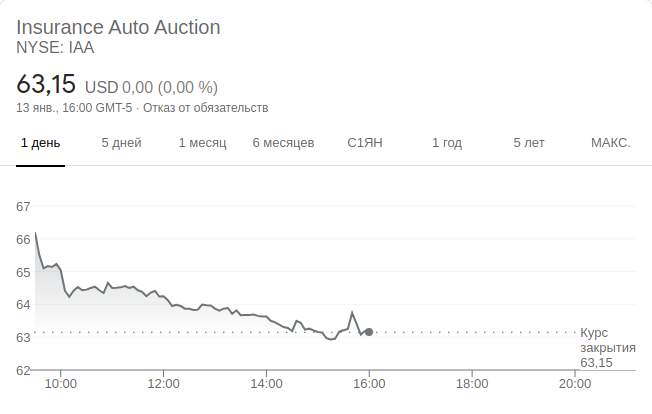 Insurance Auto Auction
NYSE: IAA
63,15 USD 0,00 (0,00 %)
13 янв., 16:00 GMT-5 · Отказ от обязательств
1 день 5 дней 1 месяц 6 месяцев С1ЯН 1 год 5 лет МАКС.
67
66
65
64
63
Курс
закрытия
63,15
62
10:00 12:00 14:00 16:00 18:00 20:00